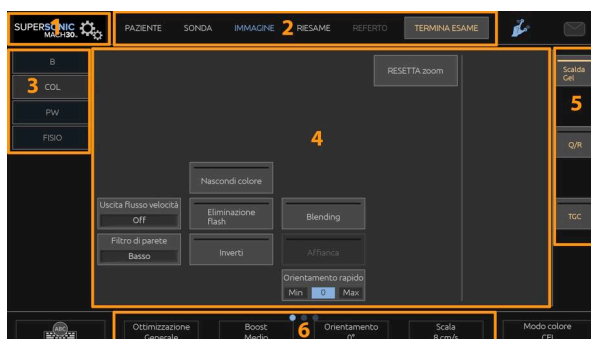 SUPERSONIC
MACH30.
1
PAZIENTE SONDA IMMAGINE 2 RIESAME REFERTO TERMINA ESAME
B
3 COL
PW
FISIO
RESETTA zoom
4
Nascondi colore
Uscita flusso velocità
Off
Eliminazione
flash
Blending
Filtro di parete
Basso
Inverti
Affianca
Orientamento rapido
Min 0 Max
Scalda
Gel
5
Q/R
TGC
ABC
Ottimizzazione
Generale
Boost
Medio
6
Orientamento
0°
Scala
8 cm/s
Modo colore
CFI